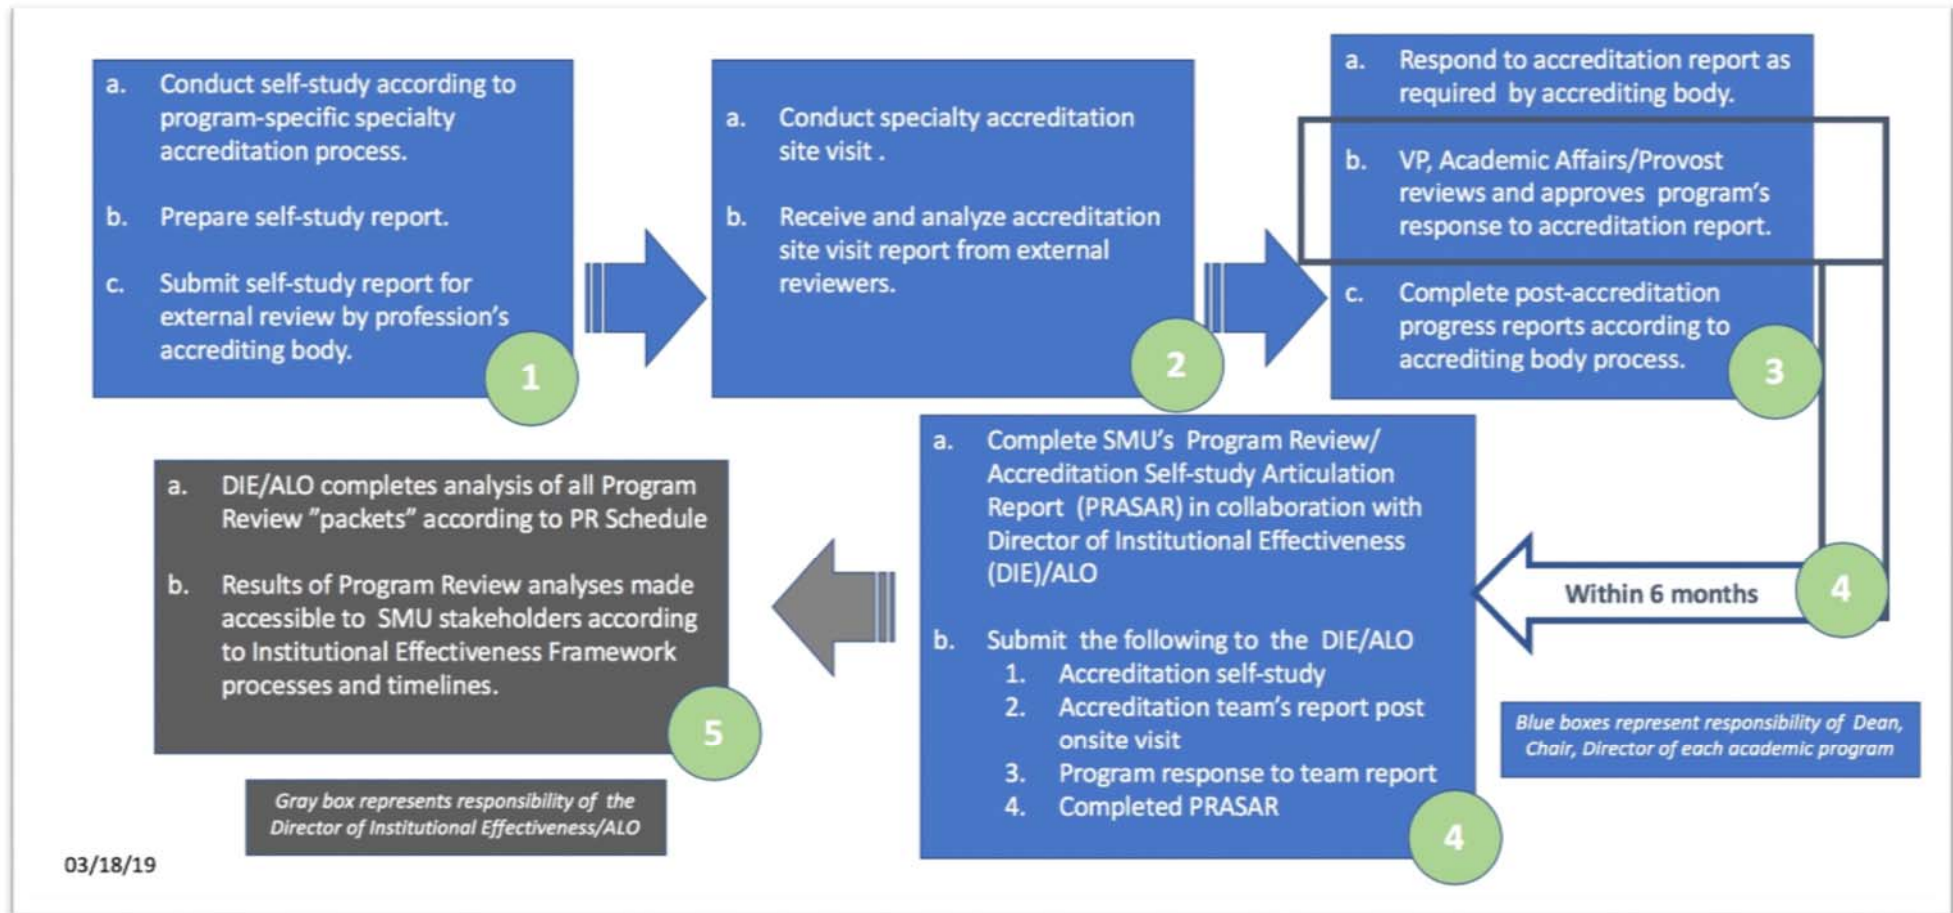 a. Conduct self-study according to
program-specific specialty
accreditation process.
b. Prepare self-study report.
c. Submit self-study report for
external review by profession's
accrediting body.
1
a. Conduct specialty accreditation
site visit .
b. Receive and analyze accreditation
site visit report from external
reviewers.
2
a. Respond to accreditation report as
required by accrediting body.
b. VP, Academic Affairs/Provost
reviews and approves program's
response to accreditation report.
c. Complete post-accreditation
progress reports according to
accrediting body process.
3
Within 6 months
4
a. Complete SMU's Program Review/
Accreditation Self-study Articulation
Report (PRASAR) in collaboration with
Director of Institutional Effectiveness
(DIE)/ALO
b. Submit the following to the DIE/ALO
1. Accreditation self-study
2. Accreditation team's report post
onsite visit
3. Program response to team report
4. Completed PRASAR
4
Blue boxes represent responsibility of Dean,
Chair, Director of each academic program
a. DIE/ALO completes analysis of all Program
Review ”packets” according to PR Schedule
b. Results of Program Review analyses made
accessible to SMU stakeholders according
to Institutional Effectiveness Framework
processes and timelines.
5
Gray box represents responsibility of the
Director of Institutional Effectiveness/ALO
03/18/19